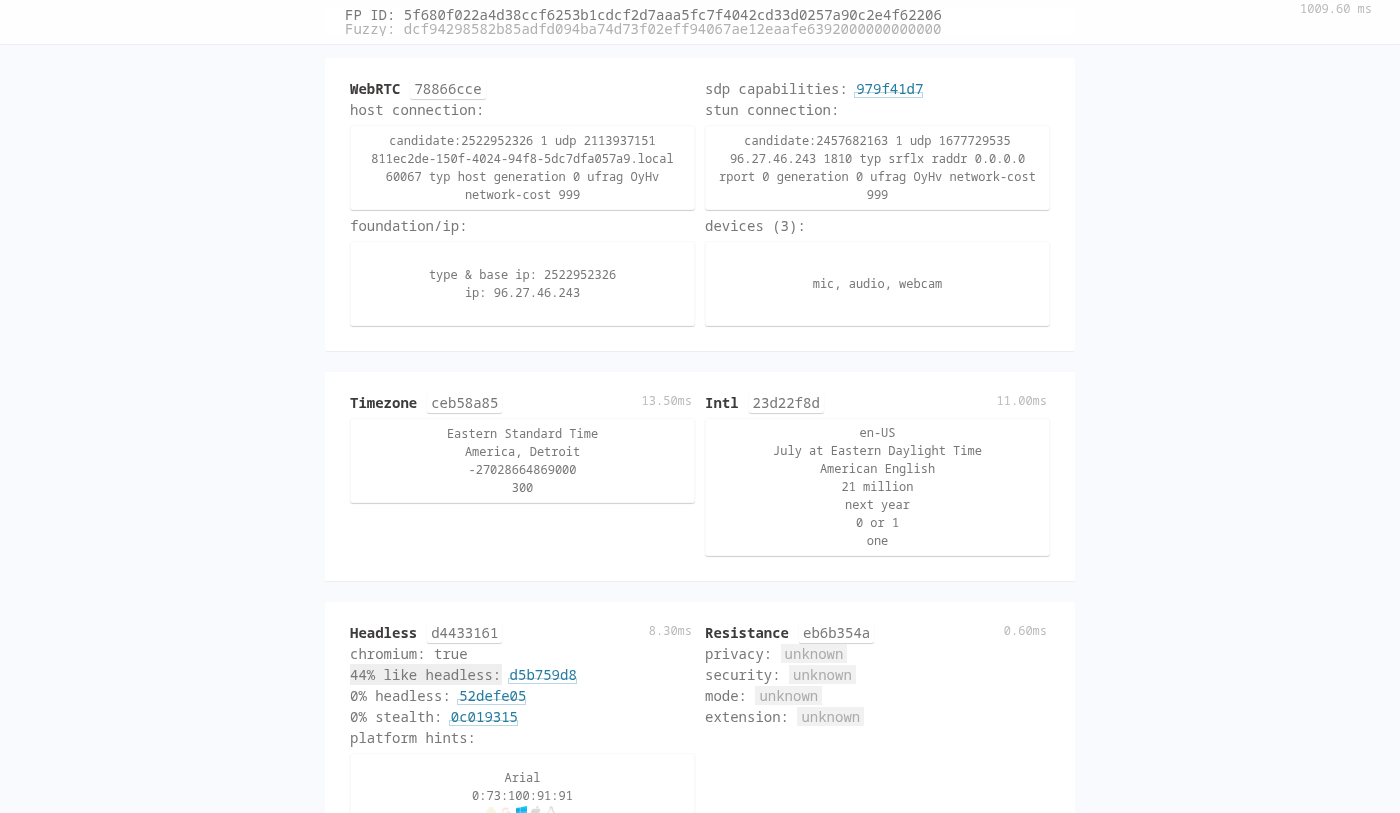 FP ID: 5f680f022a4d38ccf6253b1cdcf2d7aaa5fc7f4042cd33d0257a90c2e4f62206
1009.60 ms
Fuzzy: dcf94298582b85adfd094ba74d73f02eff94067ae12eaafe6392000000000000
WebRTC 78866cce
host connection:
candidate:2522952326 1 udp 2113937151
811ec2de-150f-4024-94f8-5dc7dfa057a9.local
60067 typ host generation 0 ufrag OyHv
network-cost 999
foundation/ip:
type & base ip: 2522952326
ip: 96.27.46.243
sdp capabilities: 979f41d7
stun connection:
candidate:2457682163 1 udp 1677729535
96.27.46.243 1810 typ srflx raddr 0.0.0.0
rport 0 generation 0 ufrag OyHv network-cost
999
devices (3):
mic, audio, webcam
Timezone ceb58a85 13.50ms
Eastern Standard Time
America, Detroit
-27028664869000
300
Intl 23d22f8d 11.00ms
en-US
July at Eastern Daylight Time
American English
21 million
next year
0 or 1
one
Headless d4433161 8.30ms
chromium: true
44% like headless: d5b759d8
0% headless: 52defe05
0% stealth: 0c019315
platform hints:
Arial
0:73:100:91:91
Resistance eb6b354a 0.60ms
privacy: unknown
security: unknown
mode: unknown
extension: unknown